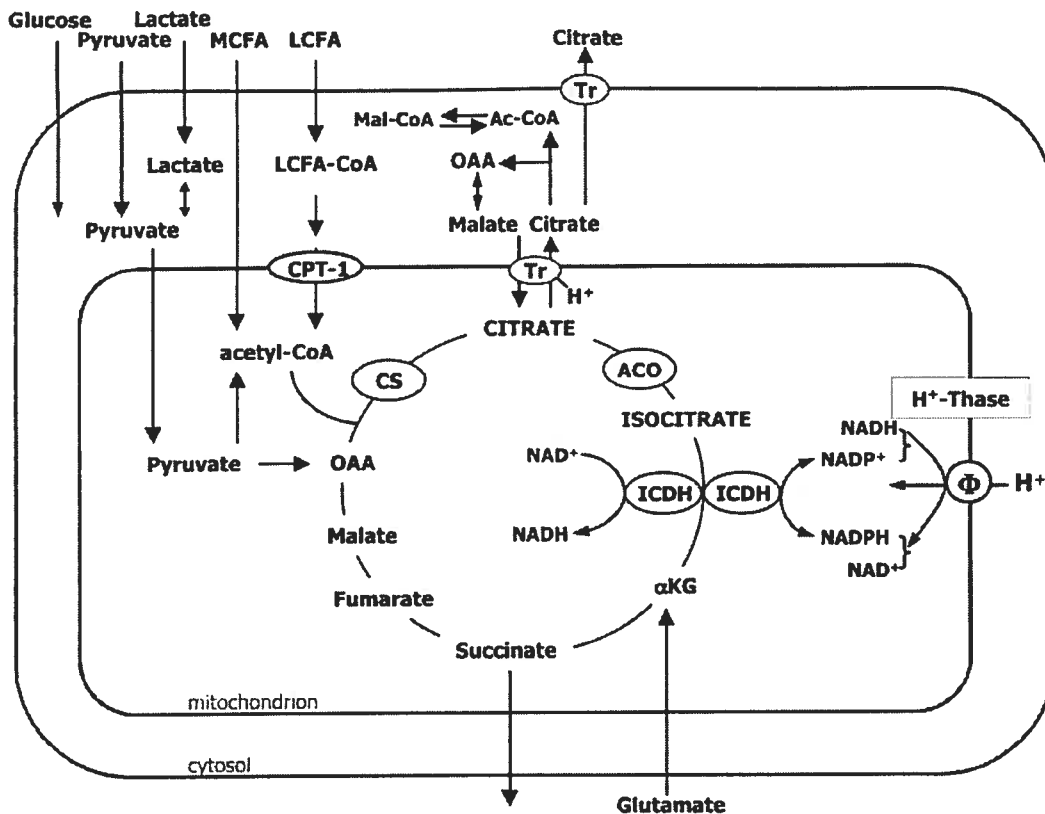 Glucose
Lactate
Pyruvate
MCFA
LCFA
Citrate
Tr
Mal-CoA
Ac-CoA
Lactate
LCFA-CoA
OAA
Pyruvate
Malate
Citrate
CPT-1
Tr
H⁺
CITRATE
acetyl-CoA
CS
ACO
H⁺-Thase
ISOCITRATE
NADH
Pyruvate
OAA
NAD⁺
NADP⁺
ICDH
ICDH
Φ
H⁺
Malate
NADH
NADPH
NAD⁺
Fumarate
αKG
Succinate
mitochondrion
cytosol
Glutamate